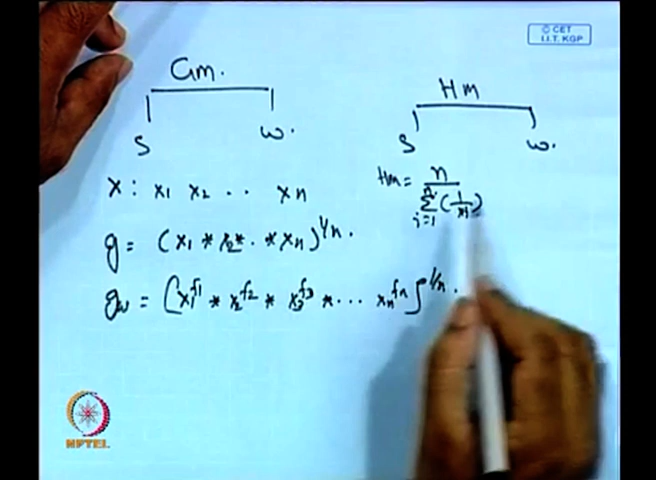 © CET
I.I.T. KGP
Gm.
S w.
Hm
S w.
x : x1 x2 .. xn
g = (x1 * x2 * . * xn)^1/n.
gw = [x1^f1 * x2^f2 * x3^f3 * ... xn^fn]^1/n.
Hm = n / Σ i=1 n (1/xi)
NPTEL